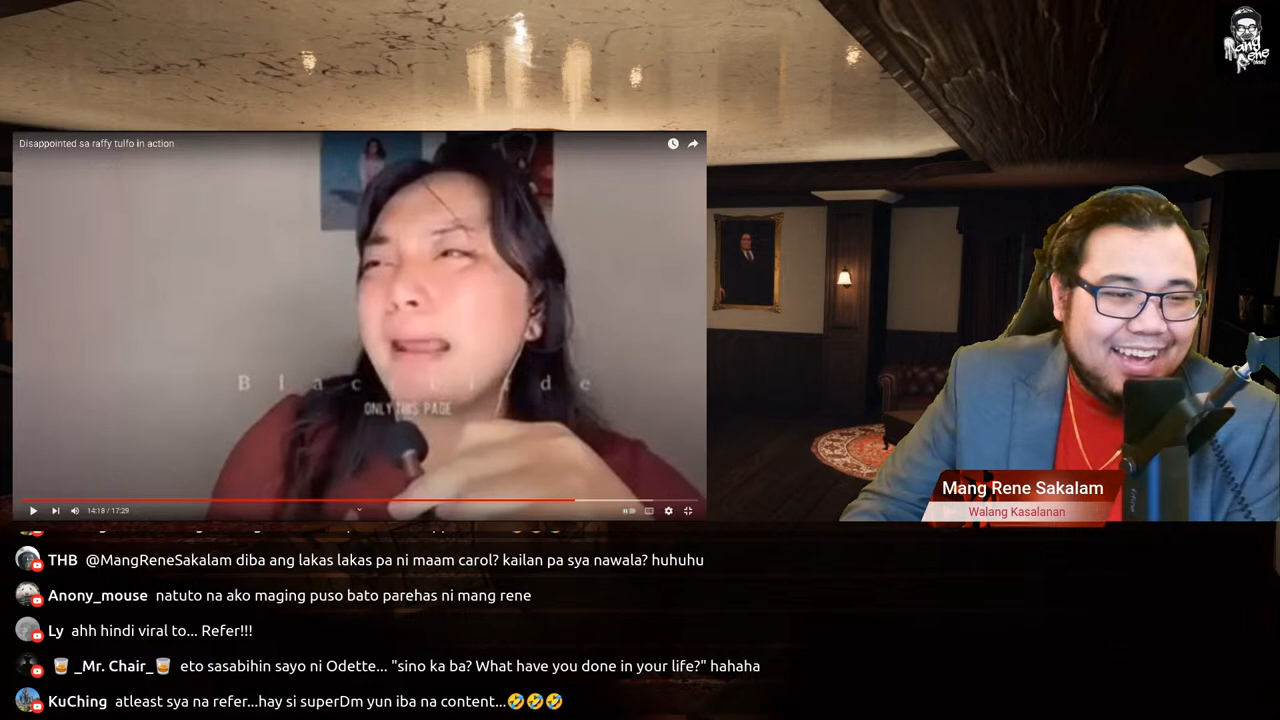 Mang Rene
Disappointed sa raffy tulfo in action
ONLY THIS PAGE
14:18 / 17:29
Mang Rene Sakalam
Walang Kasalanan
THB @MangReneSakalam diba ang lakas lakas pa ni maam carol? kailan pa sya nawala? huhuhu
Anony_mouse natuto na ako maging puso bato parehas ni mang rene
Ly ahh hindi viral to... Refer!!!
🥃 _Mr. Chair_🥃 eto sasabihin sayo ni Odette... "sino ka ba? What have you done in your life?" hahaha
KuChing atleast sya na refer...hay si superDm yun iba na content...🤣🤣🤣